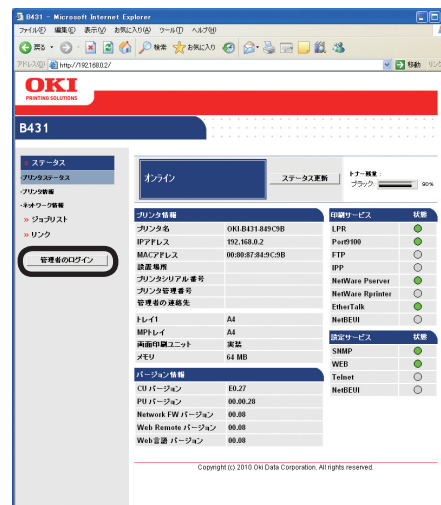 B431 - Microsoft Internet Explorer
ファイル(F) 編集(E) 表示(V) お気に入り(A) ツール(T) ヘルプ(H)
戻る 検索 お気に入り
アドレス(D) http://192.168.0.2/ 移動 リンク
OKI
PRINTING SOLUTIONS
B431
ステータス
プリンタステータス
プリンタ情報
ネットワーク情報
» ジョブリスト
» リンク
管理者のログイン
オンライン
ステータス更新
トナー残量:
ブラック: 90%
プリンタ情報
プリンタ名 OKI-B431-849C9B
IPアドレス 192.168.0.2
MACアドレス 00:80:87:84:9C:9B
設置場所
プリンタシリアル番号
プリンタ管理番号
管理者の連絡先
トレイ1 A4
MPトレイ A4
両面印刷ユニット 実装
メモリ 64 MB
バージョン情報
CU バージョン E0.27
PU バージョン 00.00.28
Network FW バージョン 00.08
Web Remote バージョン 00.08
Web言語 バージョン 00.08
印刷サービス 状態
LPR
Port9100
FTP
IPP
NetWare Pserver
NetWare Rprinter
EtherTalk
NetBEUI
設定サービス 状態
SNMP
WEB
Telnet
NetBEUI
Copyright (c) 2010 Oki Data Corporation. All rights reserved.